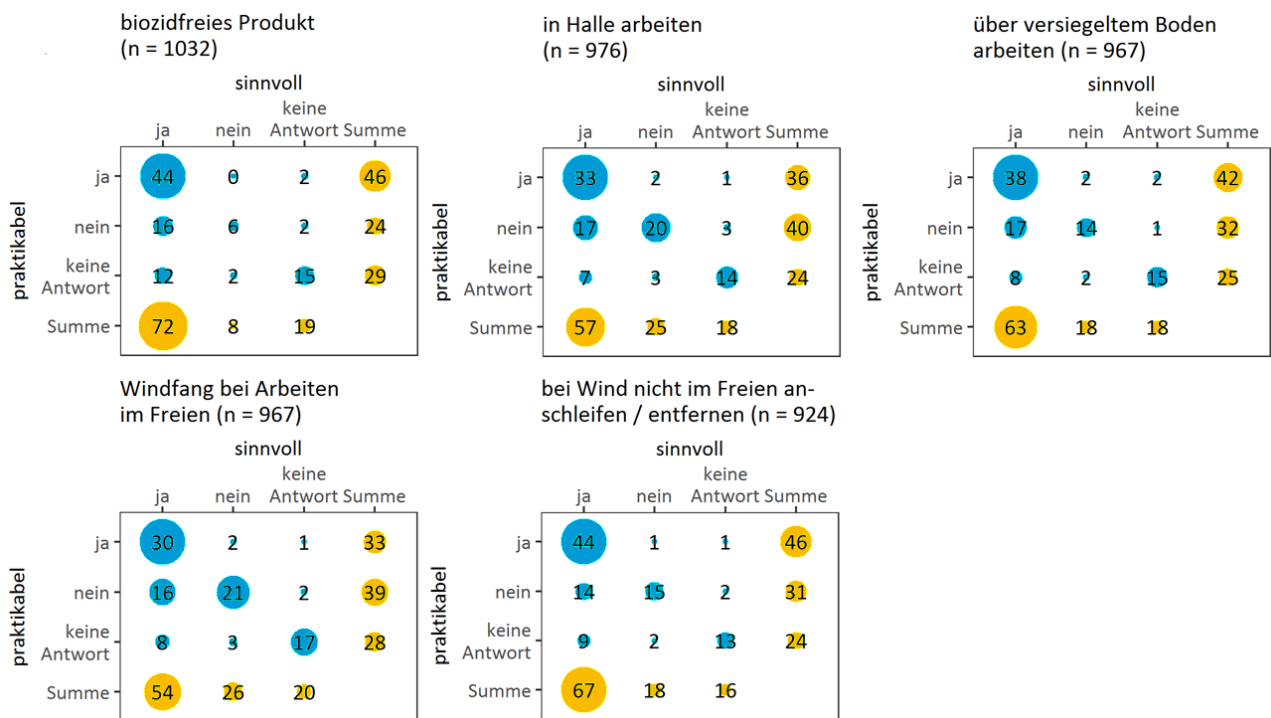 biozidfreies Produkt
(n = 1032)
sinnvoll
keine
ja nein Antwort Summe
praktikabel
ja 44 0 2 46
nein 16 6 2 24
keine
Antwort 12 2 15 29
Summe 72 8 19
in Halle arbeiten
(n = 976)
sinnvoll
keine
ja nein Antwort Summe
praktikabel
ja 33 2 1 36
nein 17 20 3 40
keine
Antwort 7 3 14 24
Summe 57 25 18
über versiegeltem Boden
arbeiten (n = 967)
sinnvoll
keine
ja nein Antwort Summe
praktikabel
ja 38 2 2 42
nein 17 14 1 32
keine
Antwort 8 2 15 25
Summe 63 18 18
Windfang bei Arbeiten
im Freien (n = 967)
sinnvoll
keine
ja nein Antwort Summe
praktikabel
ja 30 2 1 33
nein 16 21 2 39
keine
Antwort 8 3 17 28
Summe 54 26 20
bei Wind nicht im Freien an-
schleifen / entfernen (n = 924)
sinnvoll
keine
ja nein Antwort Summe
praktikabel
ja 44 1 1 46
nein 14 15 2 31
keine
Antwort 9 2 13 24
Summe 67 18 16